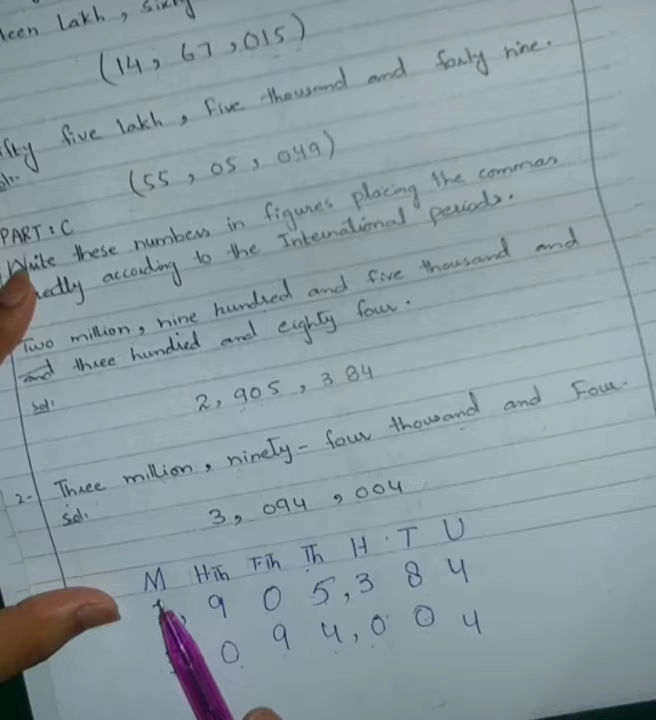 Lakh, sixty
(14, 67, 015)
five lakh, five thousand and forty nine.
(55, 05, 049)
PART: C
Write these numbers in figures placing the commas
according to the International periods.
Two million, nine hundred and five thousand and
and three hundred and eighty four.
sol:
2, 905, 384
2- Three million, ninety-four thousand and Four.
Sol.
3, 094, 004
M HTh TTh Th H T U
, 9 0 5, 3 8 4
0 9 4, 0 0 4